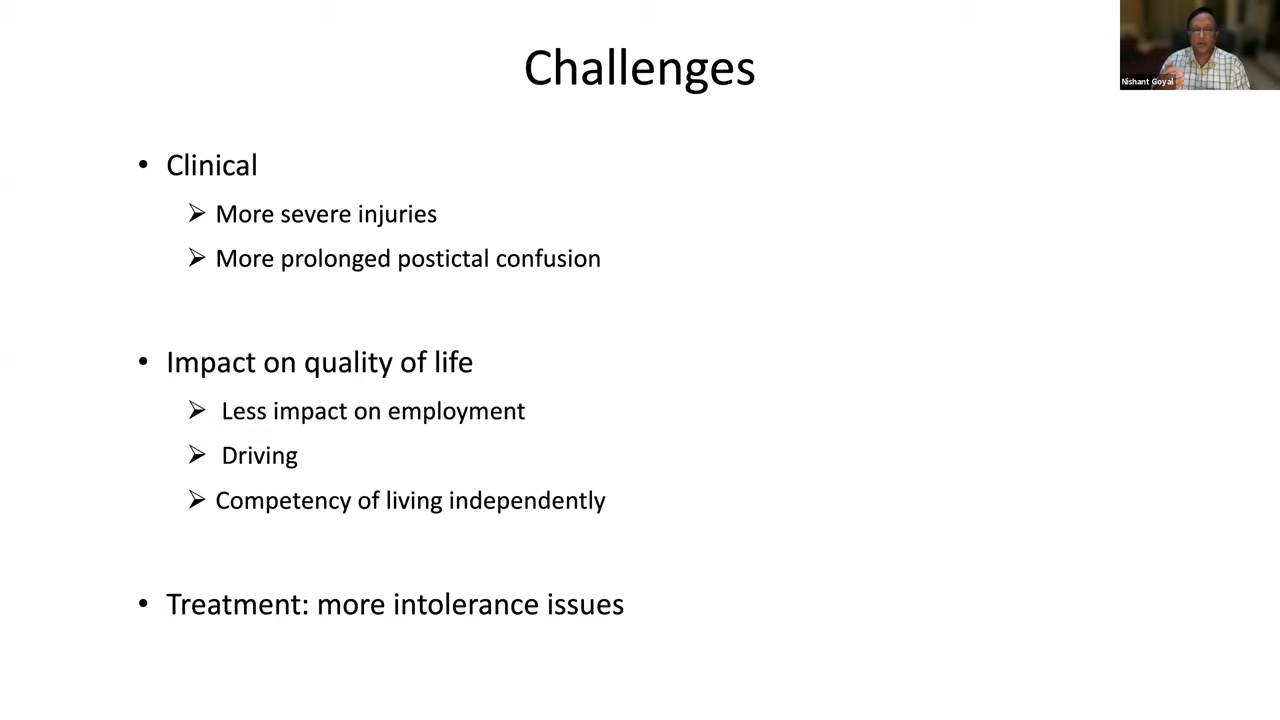 Challenges
Nishant Goyal
• Clinical
➢ More severe injuries
➢ More prolonged postictal confusion
• Impact on quality of life
➢ Less impact on employment
➢ Driving
➢ Competency of living independently
• Treatment: more intolerance issues